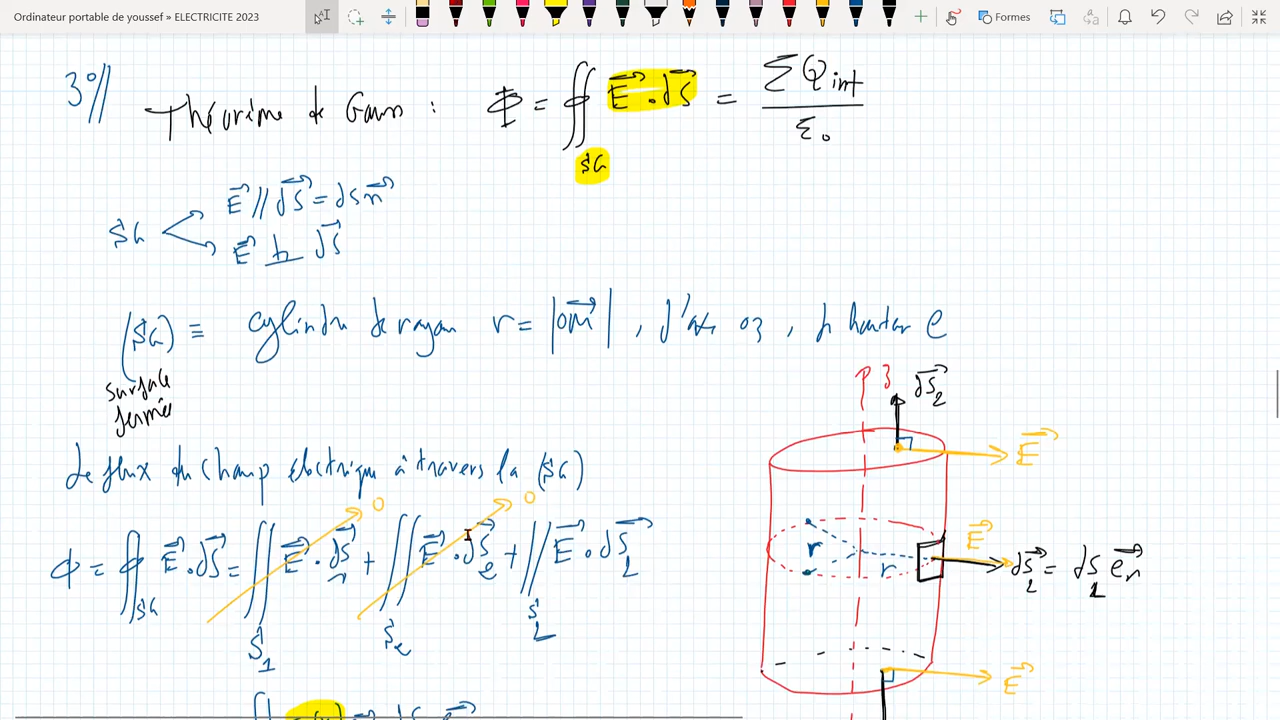 Ordinateur portable de youssef » ELECTRICITE 2023
Formes
3°//
Théorème de Gauss : Φ = ∯ E⃗ . dS⃗ = ΣQint / ε₀
SG
SG < E⃗ // dS⃗ = dS n⃗
E⃗ ⊥ dS⃗
(SG) ≡ cylindre de rayon r = |OM⃗| , d'axe oz , d hauteur l
surface
fermée
Le flux du champ électrique à travers la (SG)
ϕ = ∯ E⃗ . dS⃗ = ∬ E⃗ . dS⃗₁ + ∬ E⃗ . dS⃗₂ + ∬ E⃗ . dS⃗L
0 0
SG S₁ S₂ SL
z
dS⃗₂
E⃗
r r
E⃗
dS⃗L = dSL e⃗r
E⃗